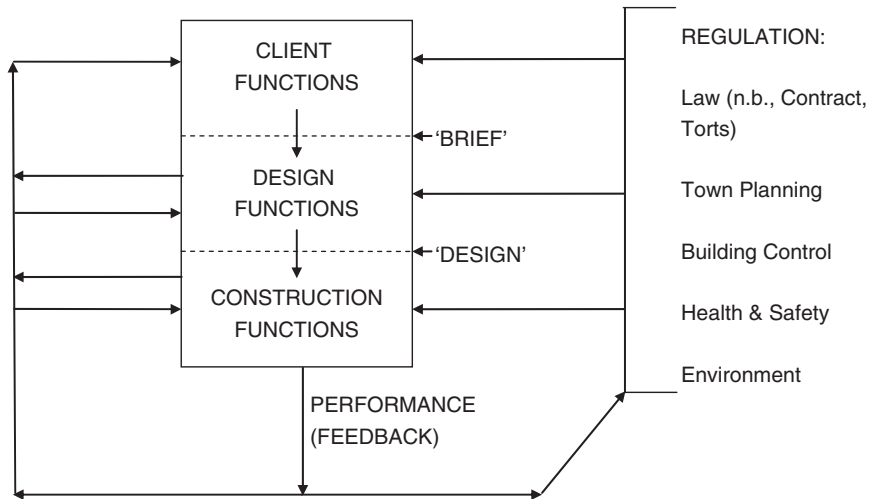 CLIENT
FUNCTIONS
'BRIEF'
DESIGN
FUNCTIONS
'DESIGN'
CONSTRUCTION
FUNCTIONS
PERFORMANCE
(FEEDBACK)
REGULATION:
Law (n.b., Contract,
Torts)
Town Planning
Building Control
Health & Safety
Environment